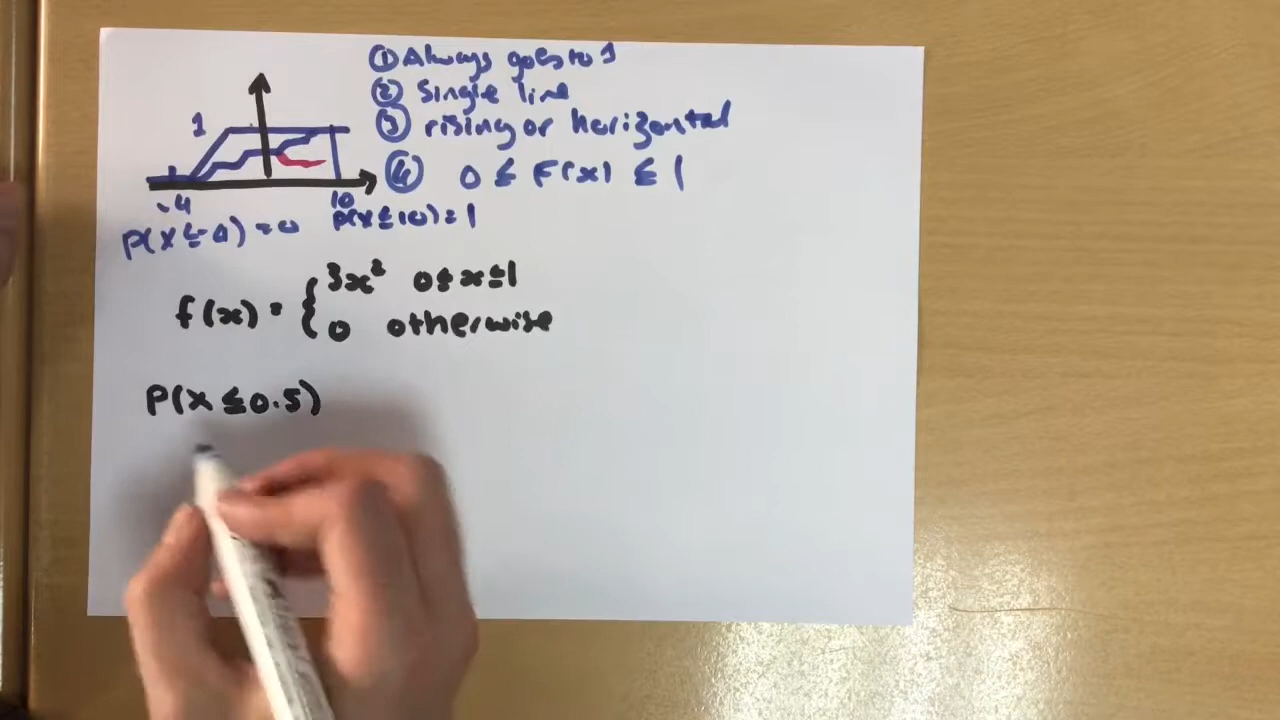 ① Always goes to 1
② Single line
③ rising or horizontal
④ 0 ≤ F(x) ≤ 1
1
-4
10
P(X ≤ -4) = 0
P(X ≤ 10) = 1
f(x) = { 3x² 0 ≤ x ≤ 1
0 otherwise
P(X ≤ 0.5)